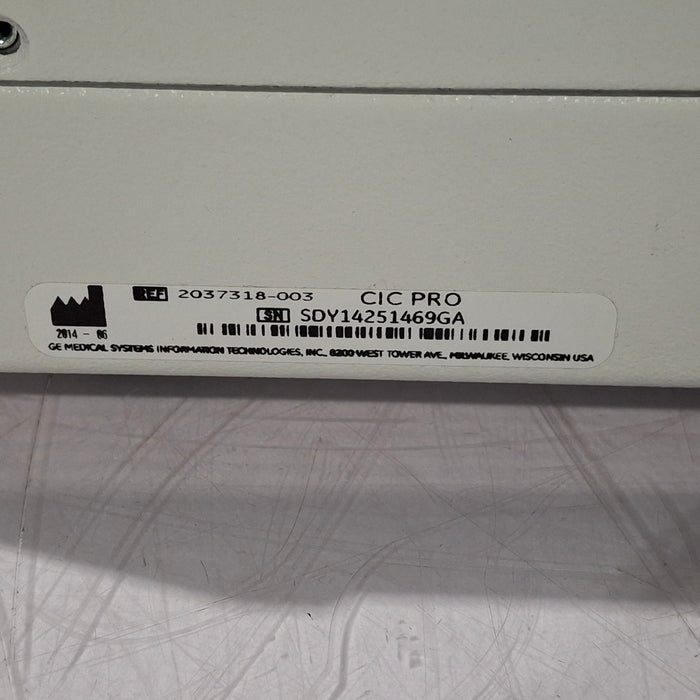 REF 2037318-003 CIC PRO
SN SDY14251469GA
2014 - 06
GE MEDICAL SYSTEMS INFORMATION TECHNOLOGIES, INC., 8200 WEST TOWER AVE., MILWAUKEE, WISCONSIN USA